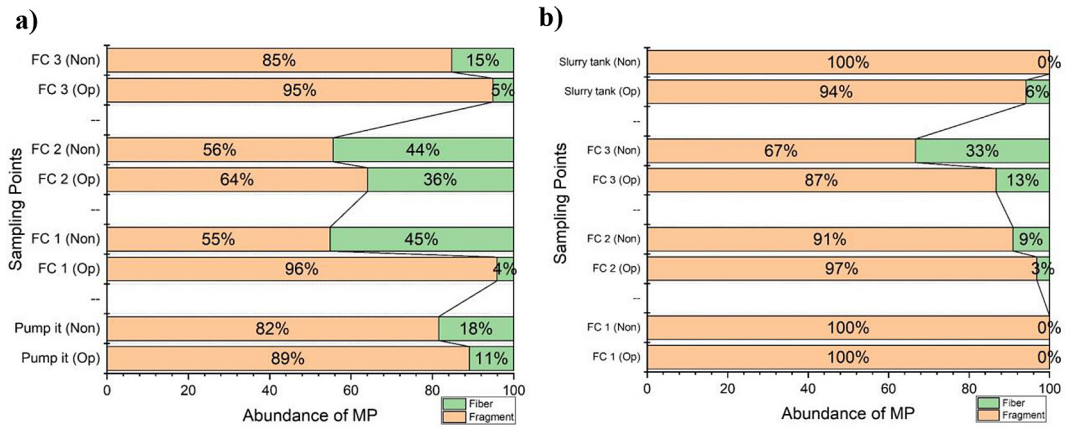 a)
Sampling Points
FC 3 (Non) 85% 15%
FC 3 (Op) 95% 5%
--
FC 2 (Non) 56% 44%
FC 2 (Op) 64% 36%
--
FC 1 (Non) 55% 45%
FC 1 (Op) 96% 4%
--
Pump it (Non) 82% 18%
Pump it (Op) 89% 11%
0 20 40 60 80 100
Abundance of MP
Fiber
Fragment
b)
Sampling Points
Slurry tank (Non) 100% 0%
Slurry tank (Op) 94% 6%
--
FC 3 (Non) 67% 33%
FC 3 (Op) 87% 13%
--
FC 2 (Non) 91% 9%
FC 2 (Op) 97% 3%
--
FC 1 (Non) 100% 0%
FC 1 (Op) 100% 0%
0 20 40 60 80 100
Abundance of MP
Fiber
Fragment